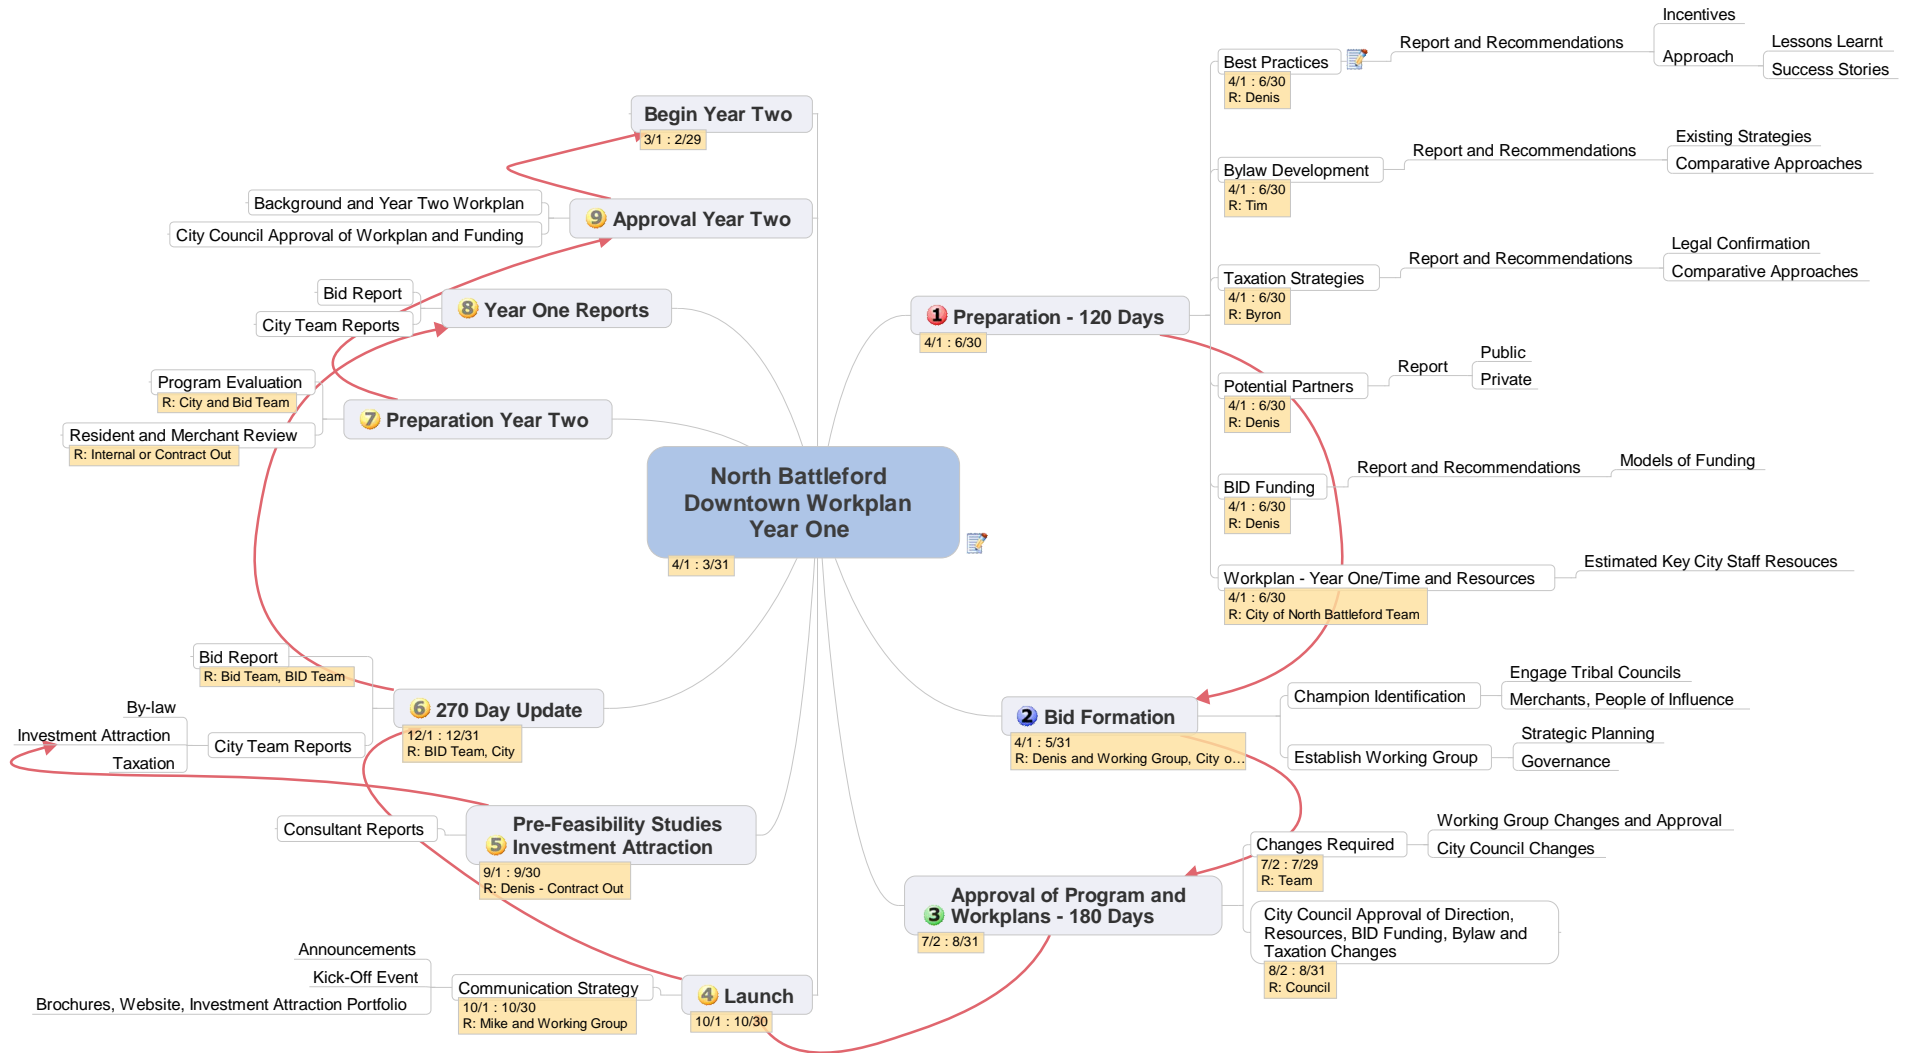 North Battleford
Downtown Workplan
Year One
4/1 : 3/31
1 Preparation - 120 Days
4/1 : 6/30
Best Practices
4/1 : 6/30
R: Denis
Report and Recommendations
Incentives
Approach
Lessons Learnt
Success Stories
Bylaw Development
4/1 : 6/30
R: Tim
Report and Recommendations
Existing Strategies
Comparative Approaches
Taxation Strategies
4/1 : 6/30
R: Byron
Report and Recommendations
Legal Confirmation
Comparative Approaches
Potential Partners
4/1 : 6/30
R: Denis
Report
Public
Private
BID Funding
4/1 : 6/30
R: Denis
Report and Recommendations
Models of Funding
Workplan - Year One/Time and Resources
4/1 : 6/30
R: City of North Battleford Team
Estimated Key City Staff Resouces
2 Bid Formation
4/1 : 5/31
R: Denis and Working Group, City o...
Champion Identification
Engage Tribal Councils
Merchants, People of Influence
Establish Working Group
Strategic Planning
Governance
3 Approval of Program and
Workplans - 180 Days
7/2 : 8/31
Changes Required
7/2 : 7/29
R: Team
Working Group Changes and Approval
City Council Changes
City Council Approval of Direction,
Resources, BID Funding, Bylaw and
Taxation Changes
8/2 : 8/31
R: Council
4 Launch
10/1 : 10/30
Communication Strategy
10/1 : 10/30
R: Mike and Working Group
Announcements
Kick-Off Event
Brochures, Website, Investment Attraction Portfolio
5 Pre-Feasibility Studies
Investment Attraction
9/1 : 9/30
R: Denis - Contract Out
Consultant Reports
6 270 Day Update
12/1 : 12/31
R: BID Team, City
Bid Report
R: Bid Team, BID Team
City Team Reports
By-law
Investment Attraction
Taxation
7 Preparation Year Two
Program Evaluation
R: City and Bid Team
Resident and Merchant Review
R: Internal or Contract Out
8 Year One Reports
Bid Report
City Team Reports
9 Approval Year Two
Background and Year Two Workplan
City Council Approval of Workplan and Funding
Begin Year Two
3/1 : 2/29